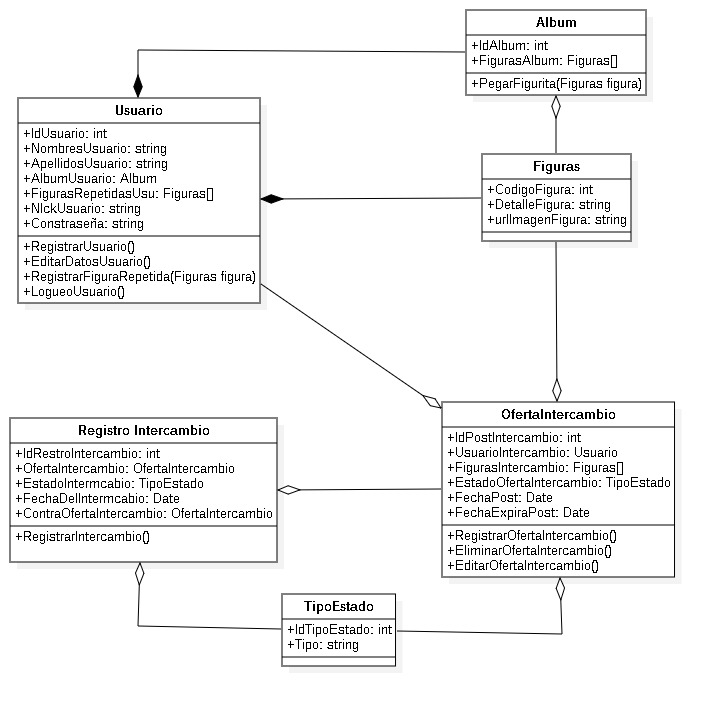 Album
+IdAlbum: int
+FigurasAlbum: Figuras[]
+PegarFigurita(Figuras figura)
Usuario
+IdUsuario: int
+NombresUsuario: string
+ApellidosUsuario: string
+AlbumUsuario: Album
+FigurasRepetidasUsu: Figuras[]
+NIckUsuario: string
+Constraseña: string
+RegistrarUsuario()
+EditarDatosUsuario()
+RegistrarFiguraRepetida(Figuras figura)
+LogueoUsuario()
Figuras
+CodigoFigura: int
+DetalleFigura: string
+urlImagenFigura: string
Registro Intercambio
+IdRestroIntercambio: int
+OfertaIntercambio: OfertaIntercambio
+EstadoIntermcabio: TipoEstado
+FechaDelIntermcabio: Date
+ContraOfertaIntercambio: OfertaIntercambio
+RegistrarIntercambio()
OfertaIntercambio
+IdPostIntercambio: int
+UsuarioIntercambio: Usuario
+FigurasIntercambio: Figuras[]
+EstadoOfertaIntercambio: TipoEstado
+FechaPost: Date
+FechaExpiraPost: Date
+RegistrarOfertaIntercambio()
+EliminarOfertaIntercambio()
+EditarOfertaIntercambio()
TipoEstado
+IdTipoEstado: int
+Tipo: string